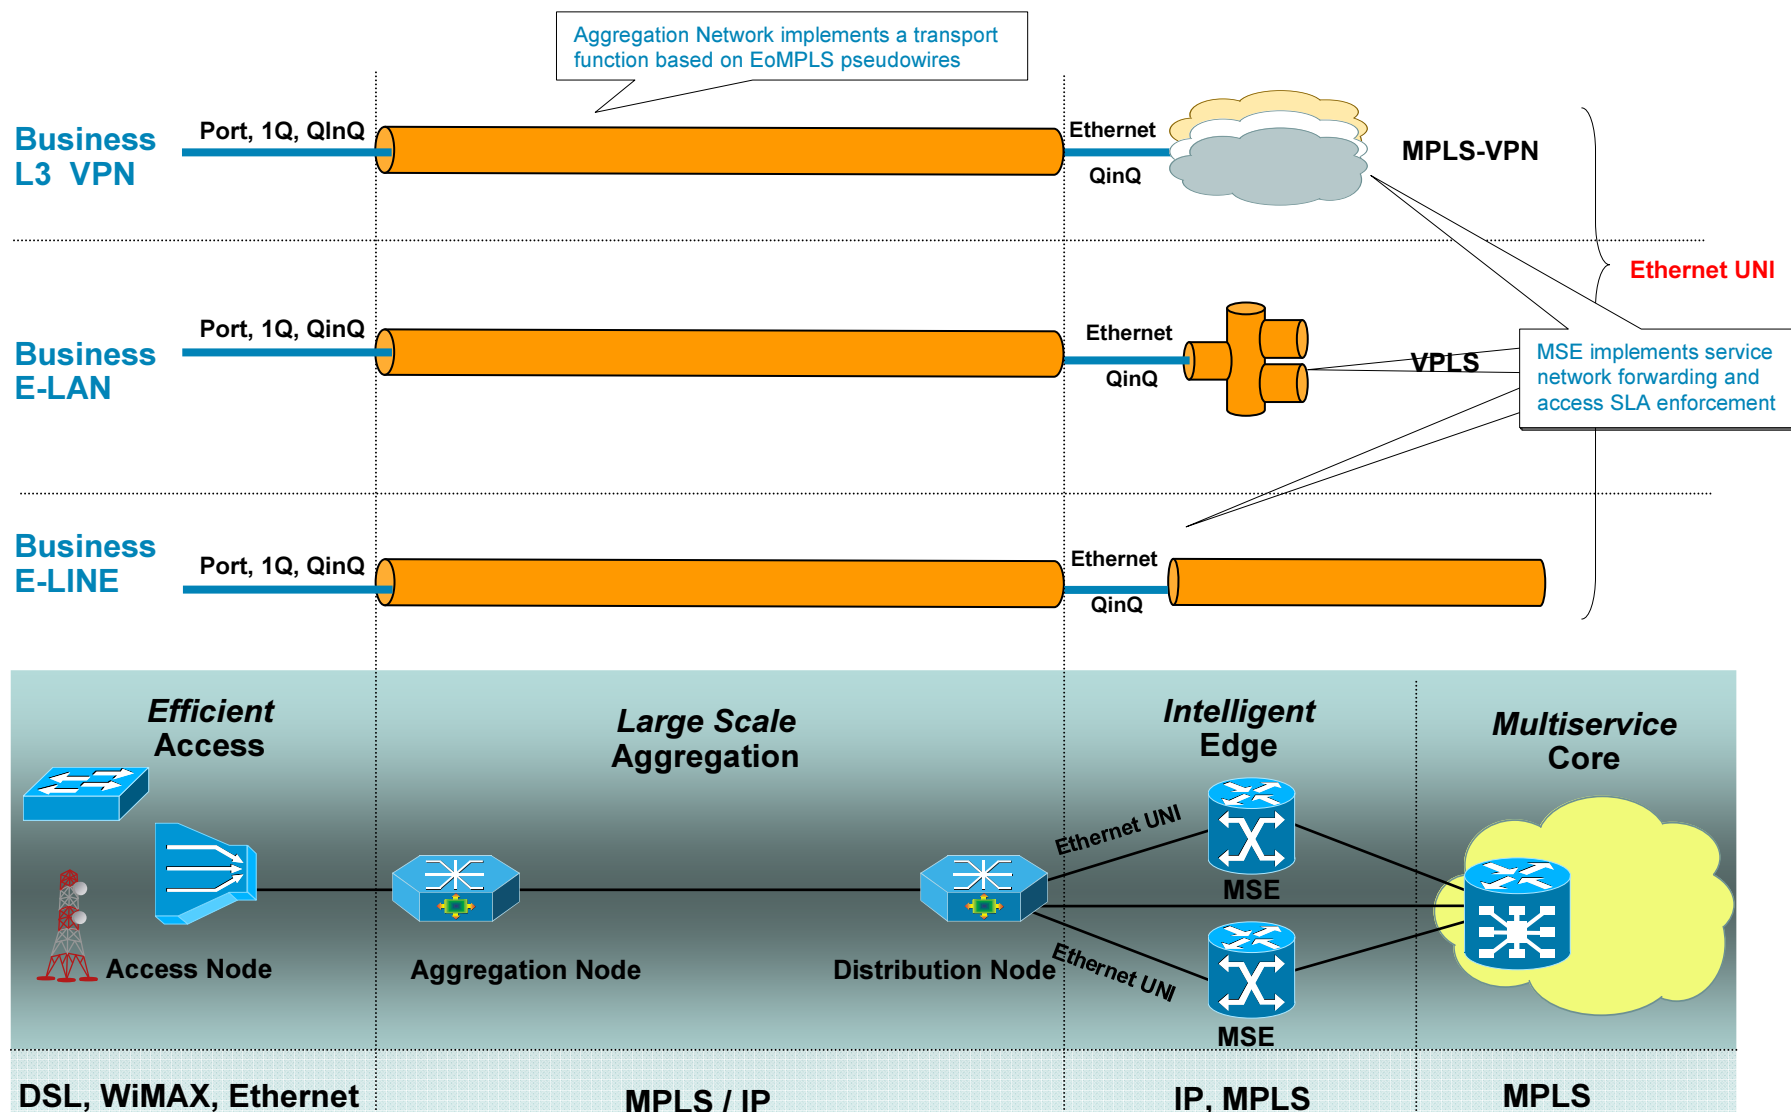 Aggregation Network implements a transport
function based on EoMPLS pseudowires
Business
L3 VPN
Port, 1Q, QInQ
Ethernet
QinQ
MPLS-VPN
Ethernet UNI
Business
E-LAN
Port, 1Q, QinQ
Ethernet
QinQ
VPLS
MSE implements service
network forwarding and
access SLA enforcement
Business
E-LINE
Port, 1Q, QinQ
Ethernet
QinQ
Efficient
Access
Large Scale
Aggregation
Intelligent
Edge
Multiservice
Core
Ethernet UNI
MSE
Access Node
Aggregation Node
Distribution Node
Ethernet UNI
MSE
DSL, WiMAX, Ethernet
MPLS / IP
IP, MPLS
MPLS